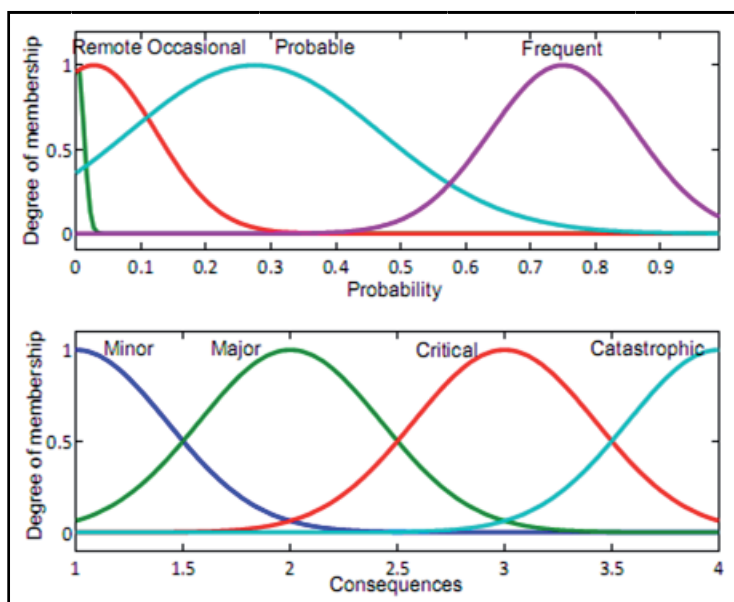 Remote Occasional Probable Frequent
Degree of membership
1
0.5
0
0 0.1 0.2 0.3 0.4 0.5 0.6 0.7 0.8 0.9
Probability
Minor Major Critical Catastrophic
Degree of membership
1
0.5
0
1 1.5 2 2.5 3 3.5 4
Consequences